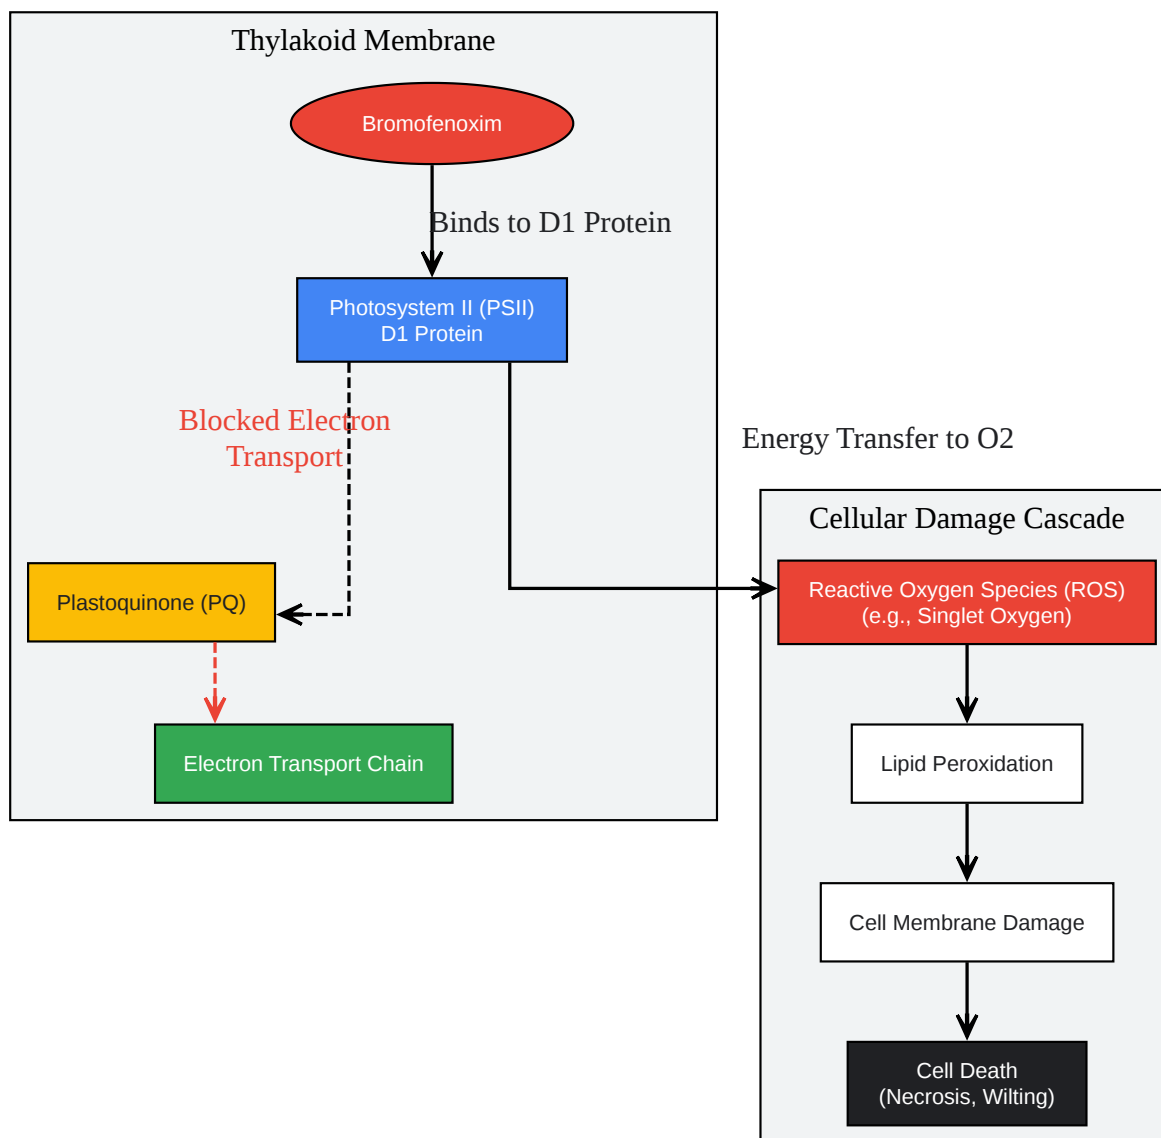 Thylakoid Membrane
Bromofenoxim
Binds to D1 Protein
Photosystem II (PSII)
D1 Protein
Blocked Electron
Transport
Energy Transfer to O2
Cellular Damage Cascade
Plastoquinone (PQ)
Reactive Oxygen Species (ROS)
(e.g., Singlet Oxygen)
Electron Transport Chain
Lipid Peroxidation
Cell Membrane Damage
Cell Death
(Necrosis, Wilting)